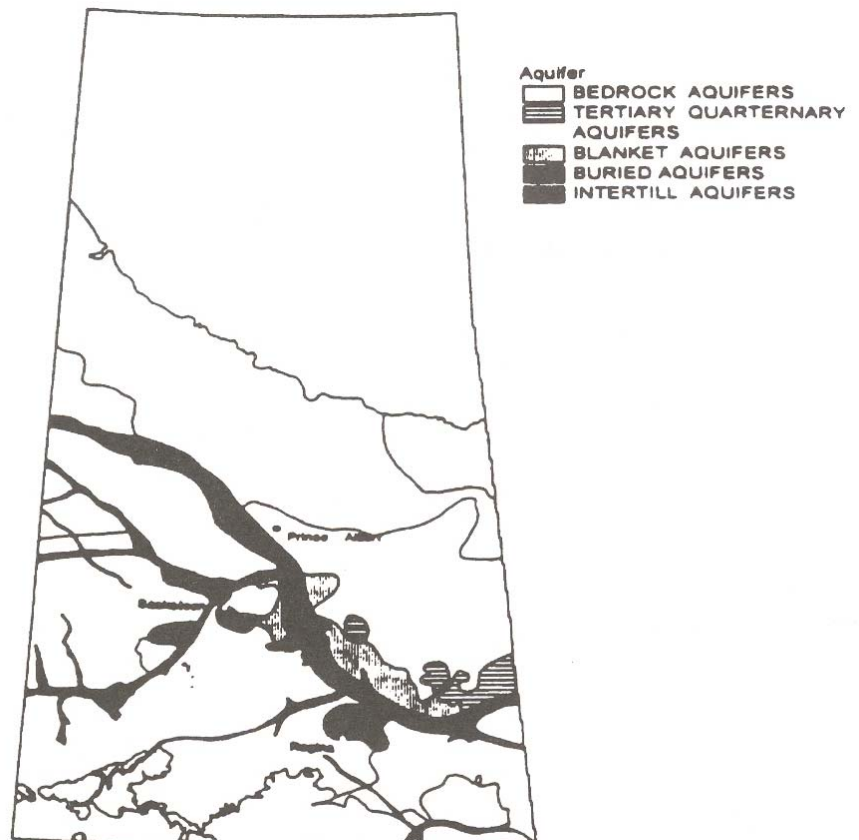 Aquifer
BEDROCK AQUIFERS
TERTIARY QUARTERNARY
AQUIFERS
BLANKET AQUIFERS
BURIED AQUIFERS
INTERTILL AQUIFERS
Prince Albert
Saskatoon
Regina